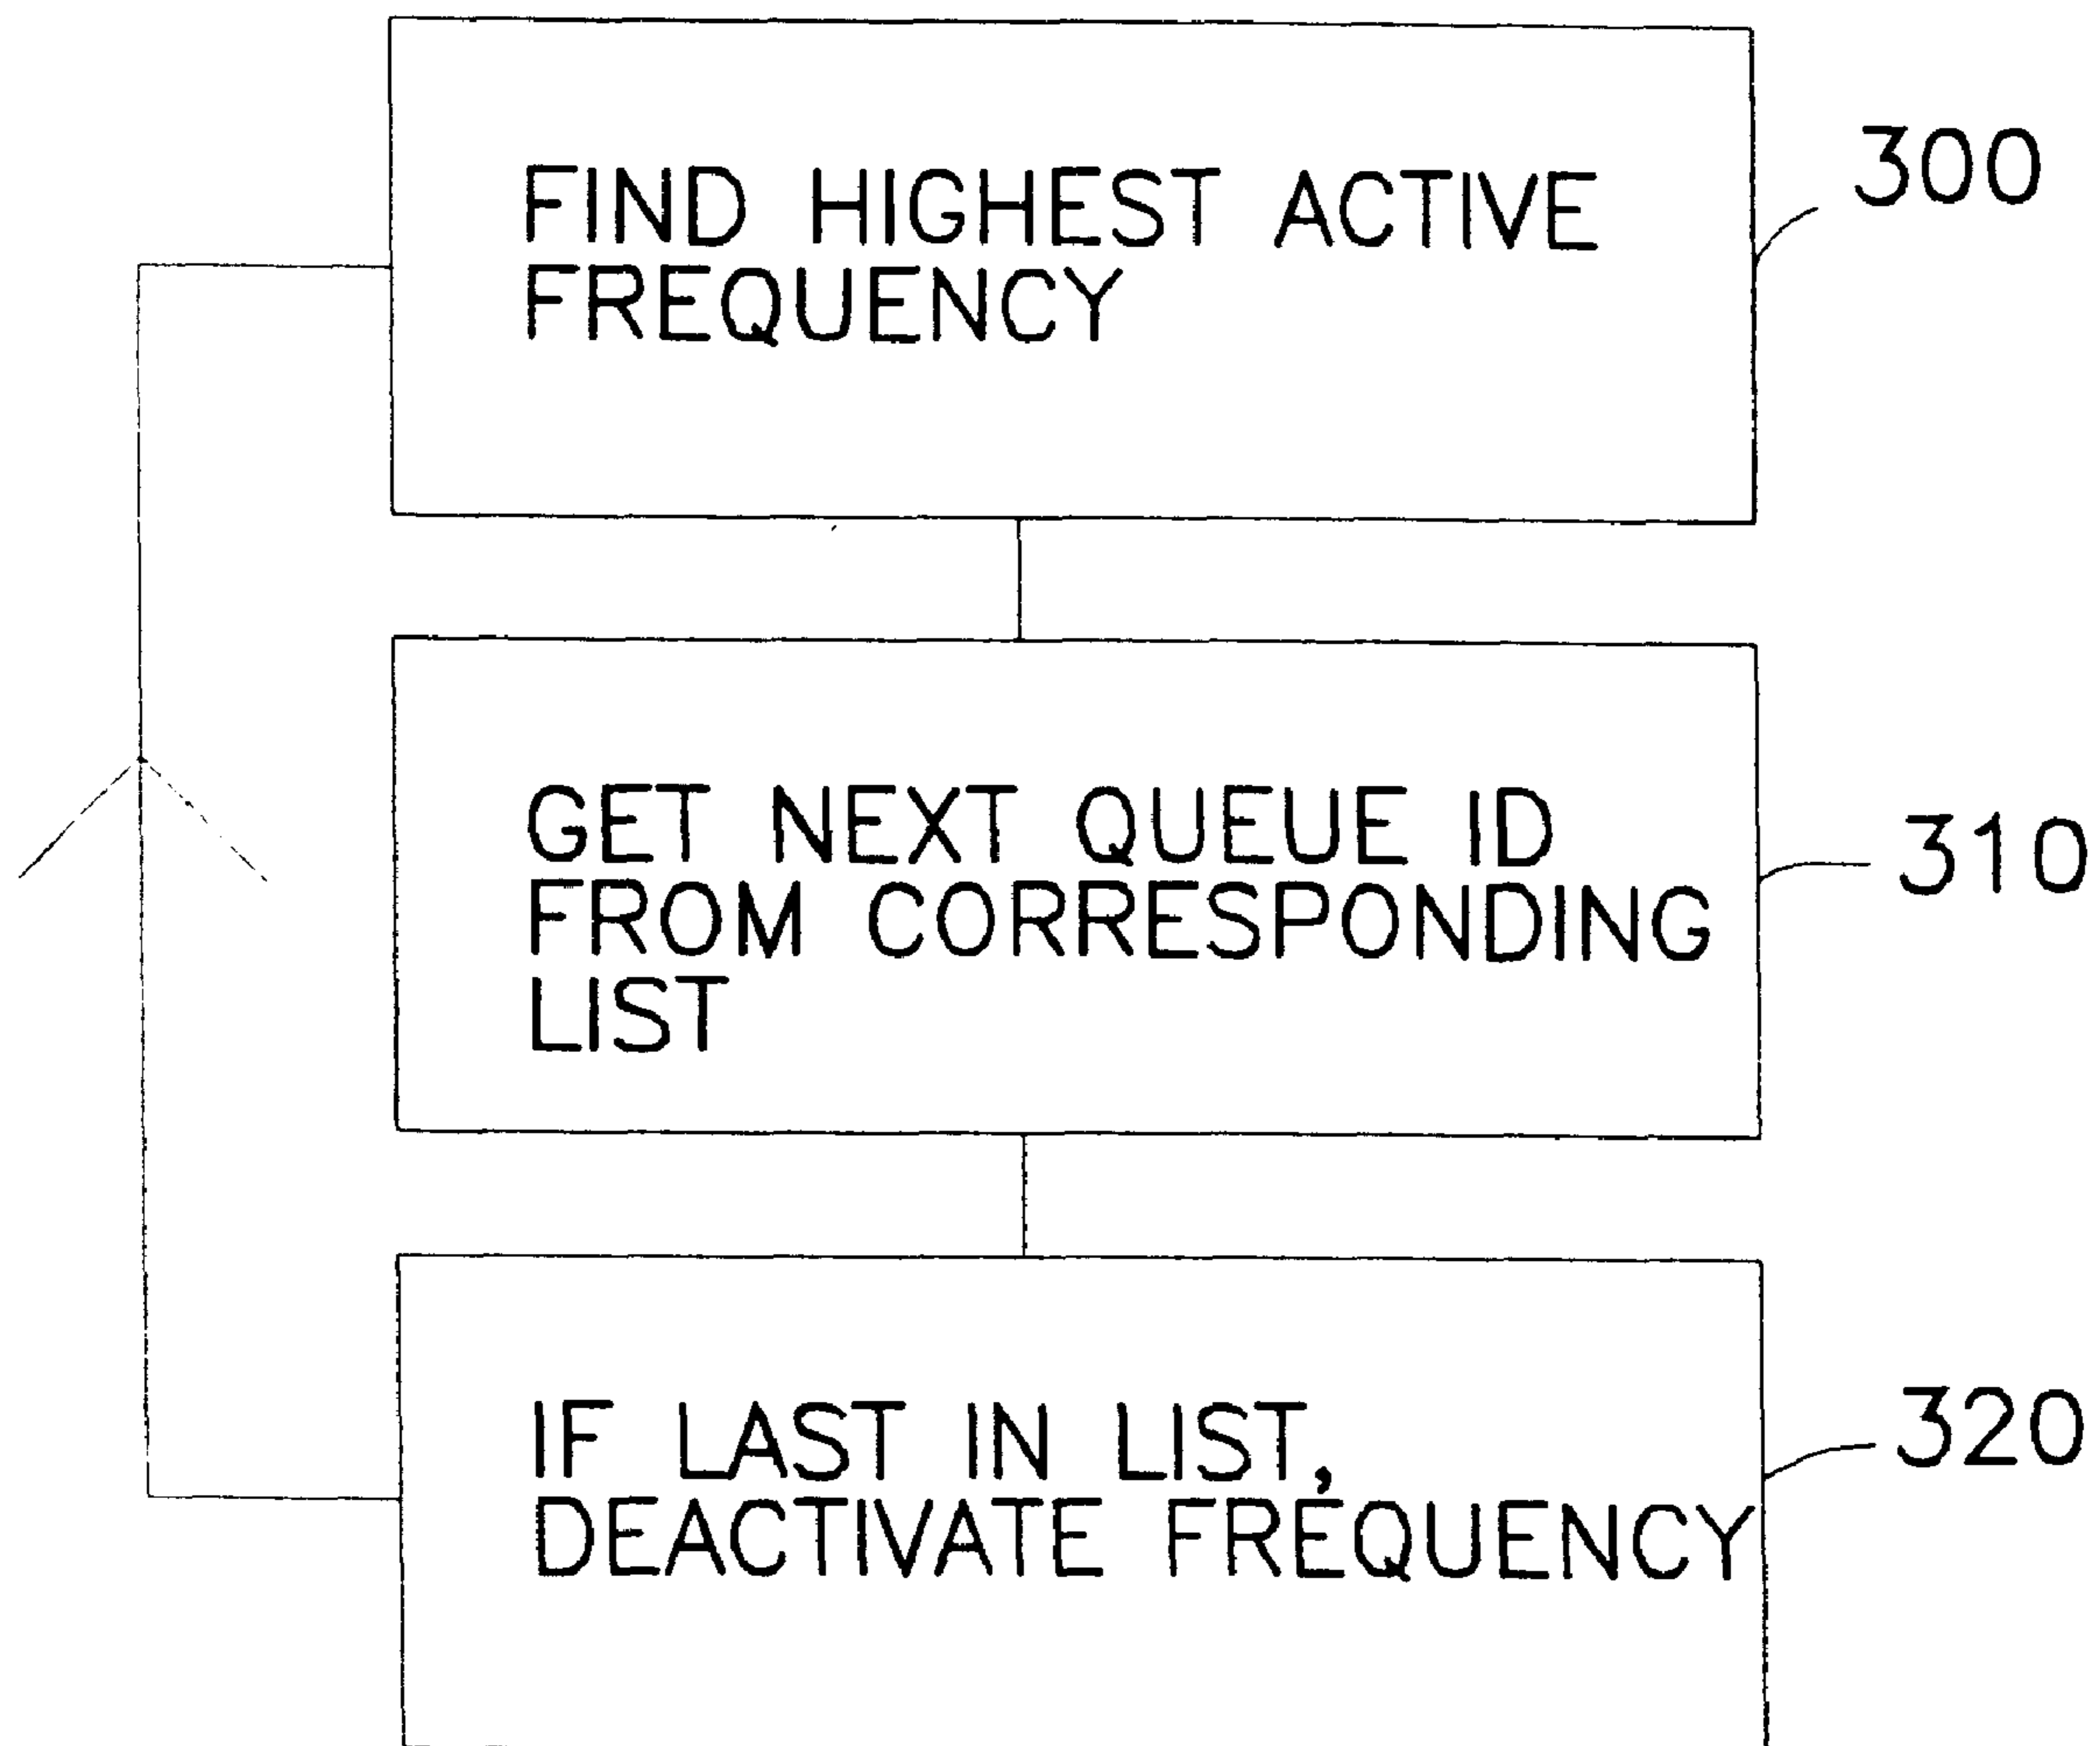 FIND HIGHEST ACTIVE
FREQUENCY
300
GET NEXT QUEUE ID
FROM CORRESPONDING
LIST
310
IF LAST IN LIST,
DEACTIVATE FREQUENCY
320